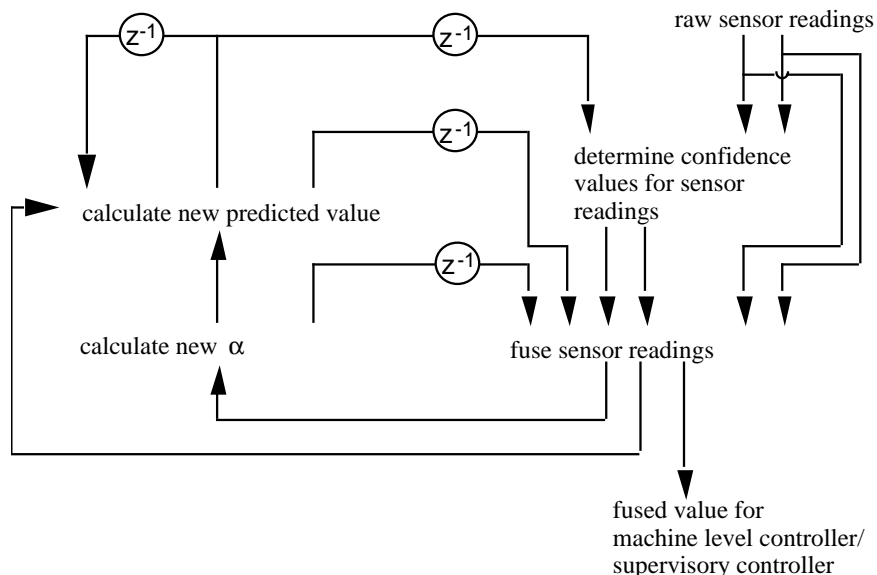 z-1
z-1
raw sensor readings
z-1
determine confidence
values for sensor
readings
calculate new predicted value
z-1
calculate new α
fuse sensor readings
fused value for
machine level controller/
supervisory controller